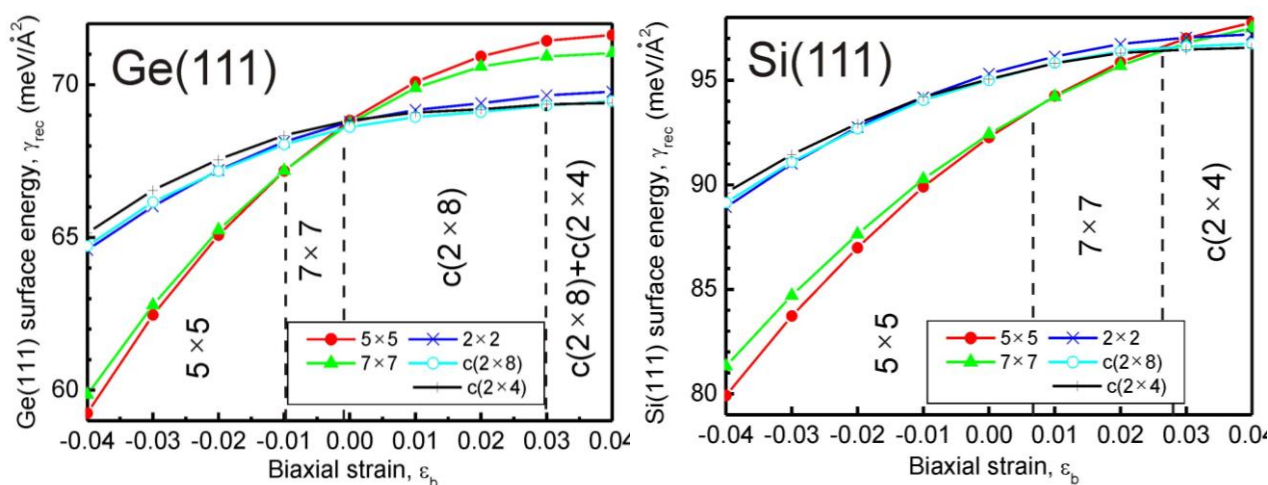 Ge(111)
Ge(111) surface energy, γrec (meV/Å²)
70
65
60
5×5
7×7
c(2×8)
c(2×8)+c(2×4)
5×5 2×2
7×7 c(2×8)
c(2×4)
-0.04 -0.03 -0.02 -0.01 0.00 0.01 0.02 0.03 0.04
Biaxial strain, εb
Si(111)
Si(111) surface energy, γrec (meV/Å²)
95
90
85
80
5×5
7×7
c(2×4)
5×5 2×2
7×7 c(2×8)
c(2×4)
-0.04 -0.03 -0.02 -0.01 0.00 0.01 0.02 0.03 0.04
Biaxial strain, εb